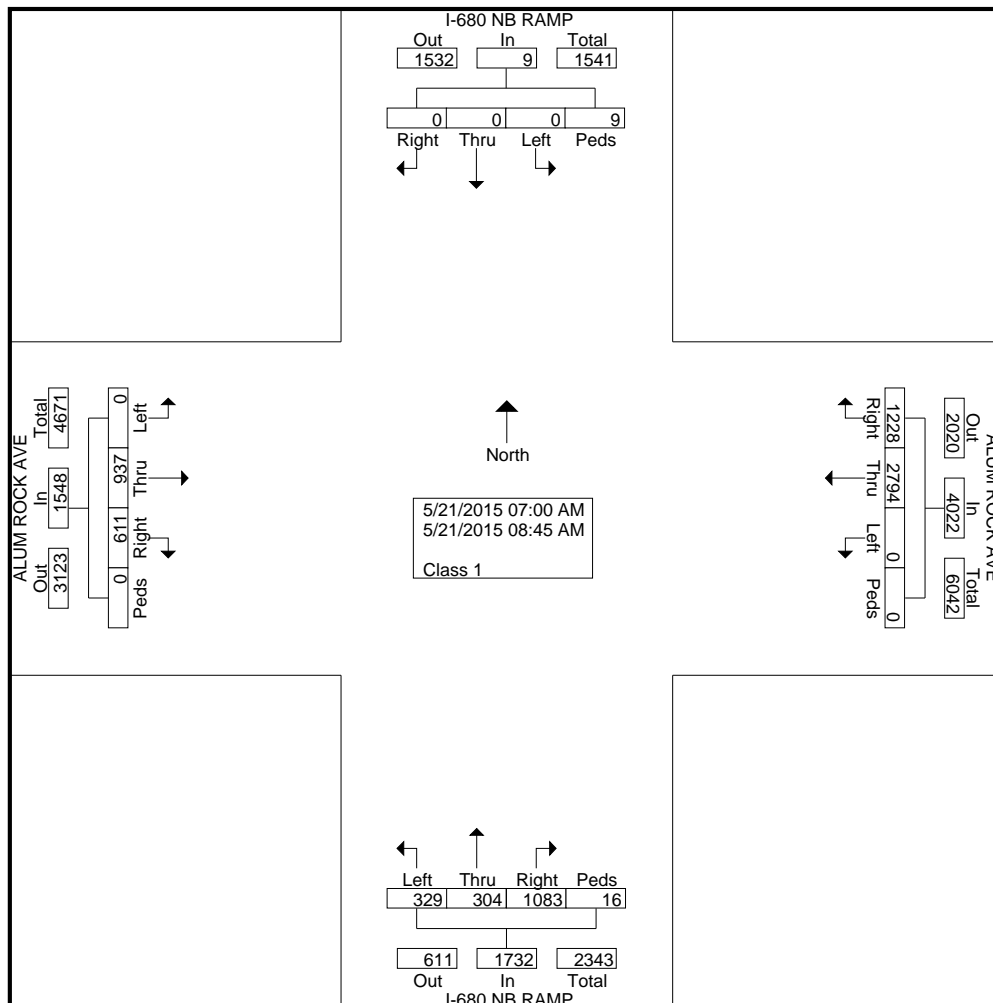 I-680 NB RAMP
Out In Total
1532 9 1541
0 0 0 9
Right Thru Left Peds
ALUM ROCK AVE
Total In Out
4671 1548 3123
0 937 611 0
Left Thru Right Peds
North
5/21/2015 07:00 AM
5/21/2015 08:45 AM
Class 1
Right Thru Left Peds
1228 2794 0 0
2020 4022 6042
Out In Total
ALUM ROCK AVE
Left Thru Right Peds
329 304 1083 16
611 1732 2343
Out In Total
I-680 NB RAMP